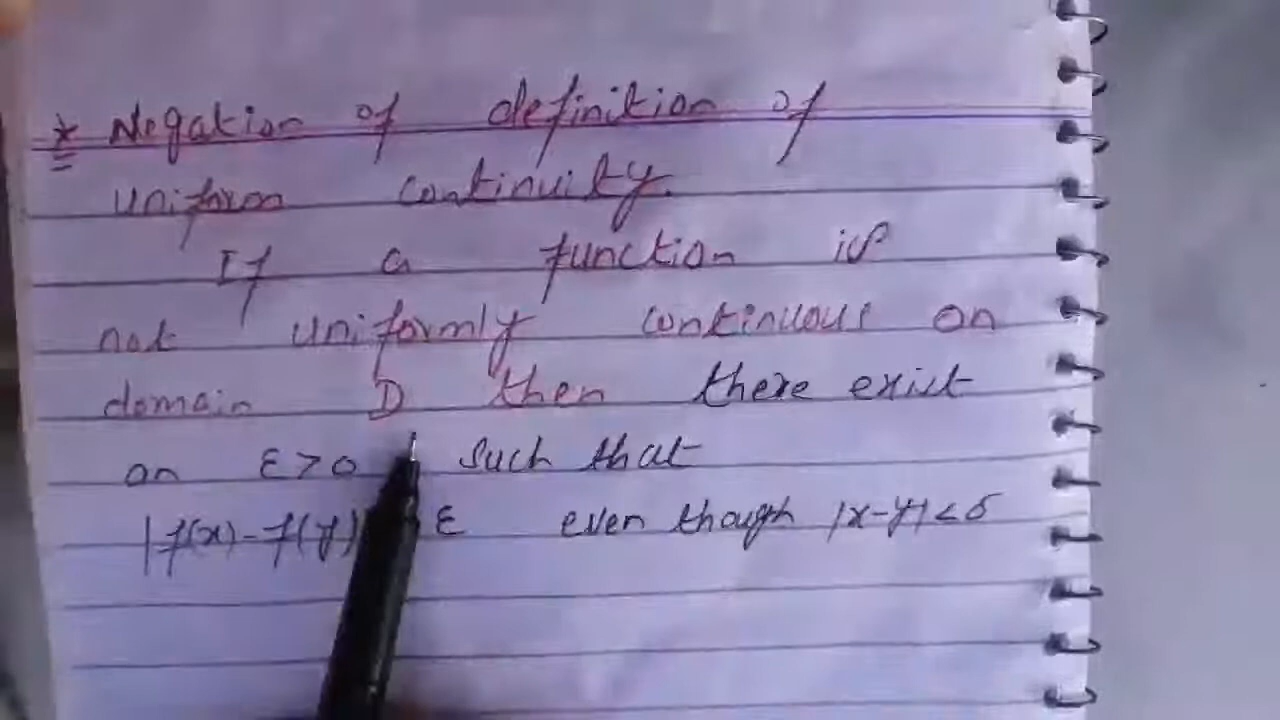 * Negation of definition of
uniform continuity.
If a function is
not uniformly continuous on
domain D then there exist
an ε>0 such that
|f(x)-f(y) ε even though |x-y|<δ